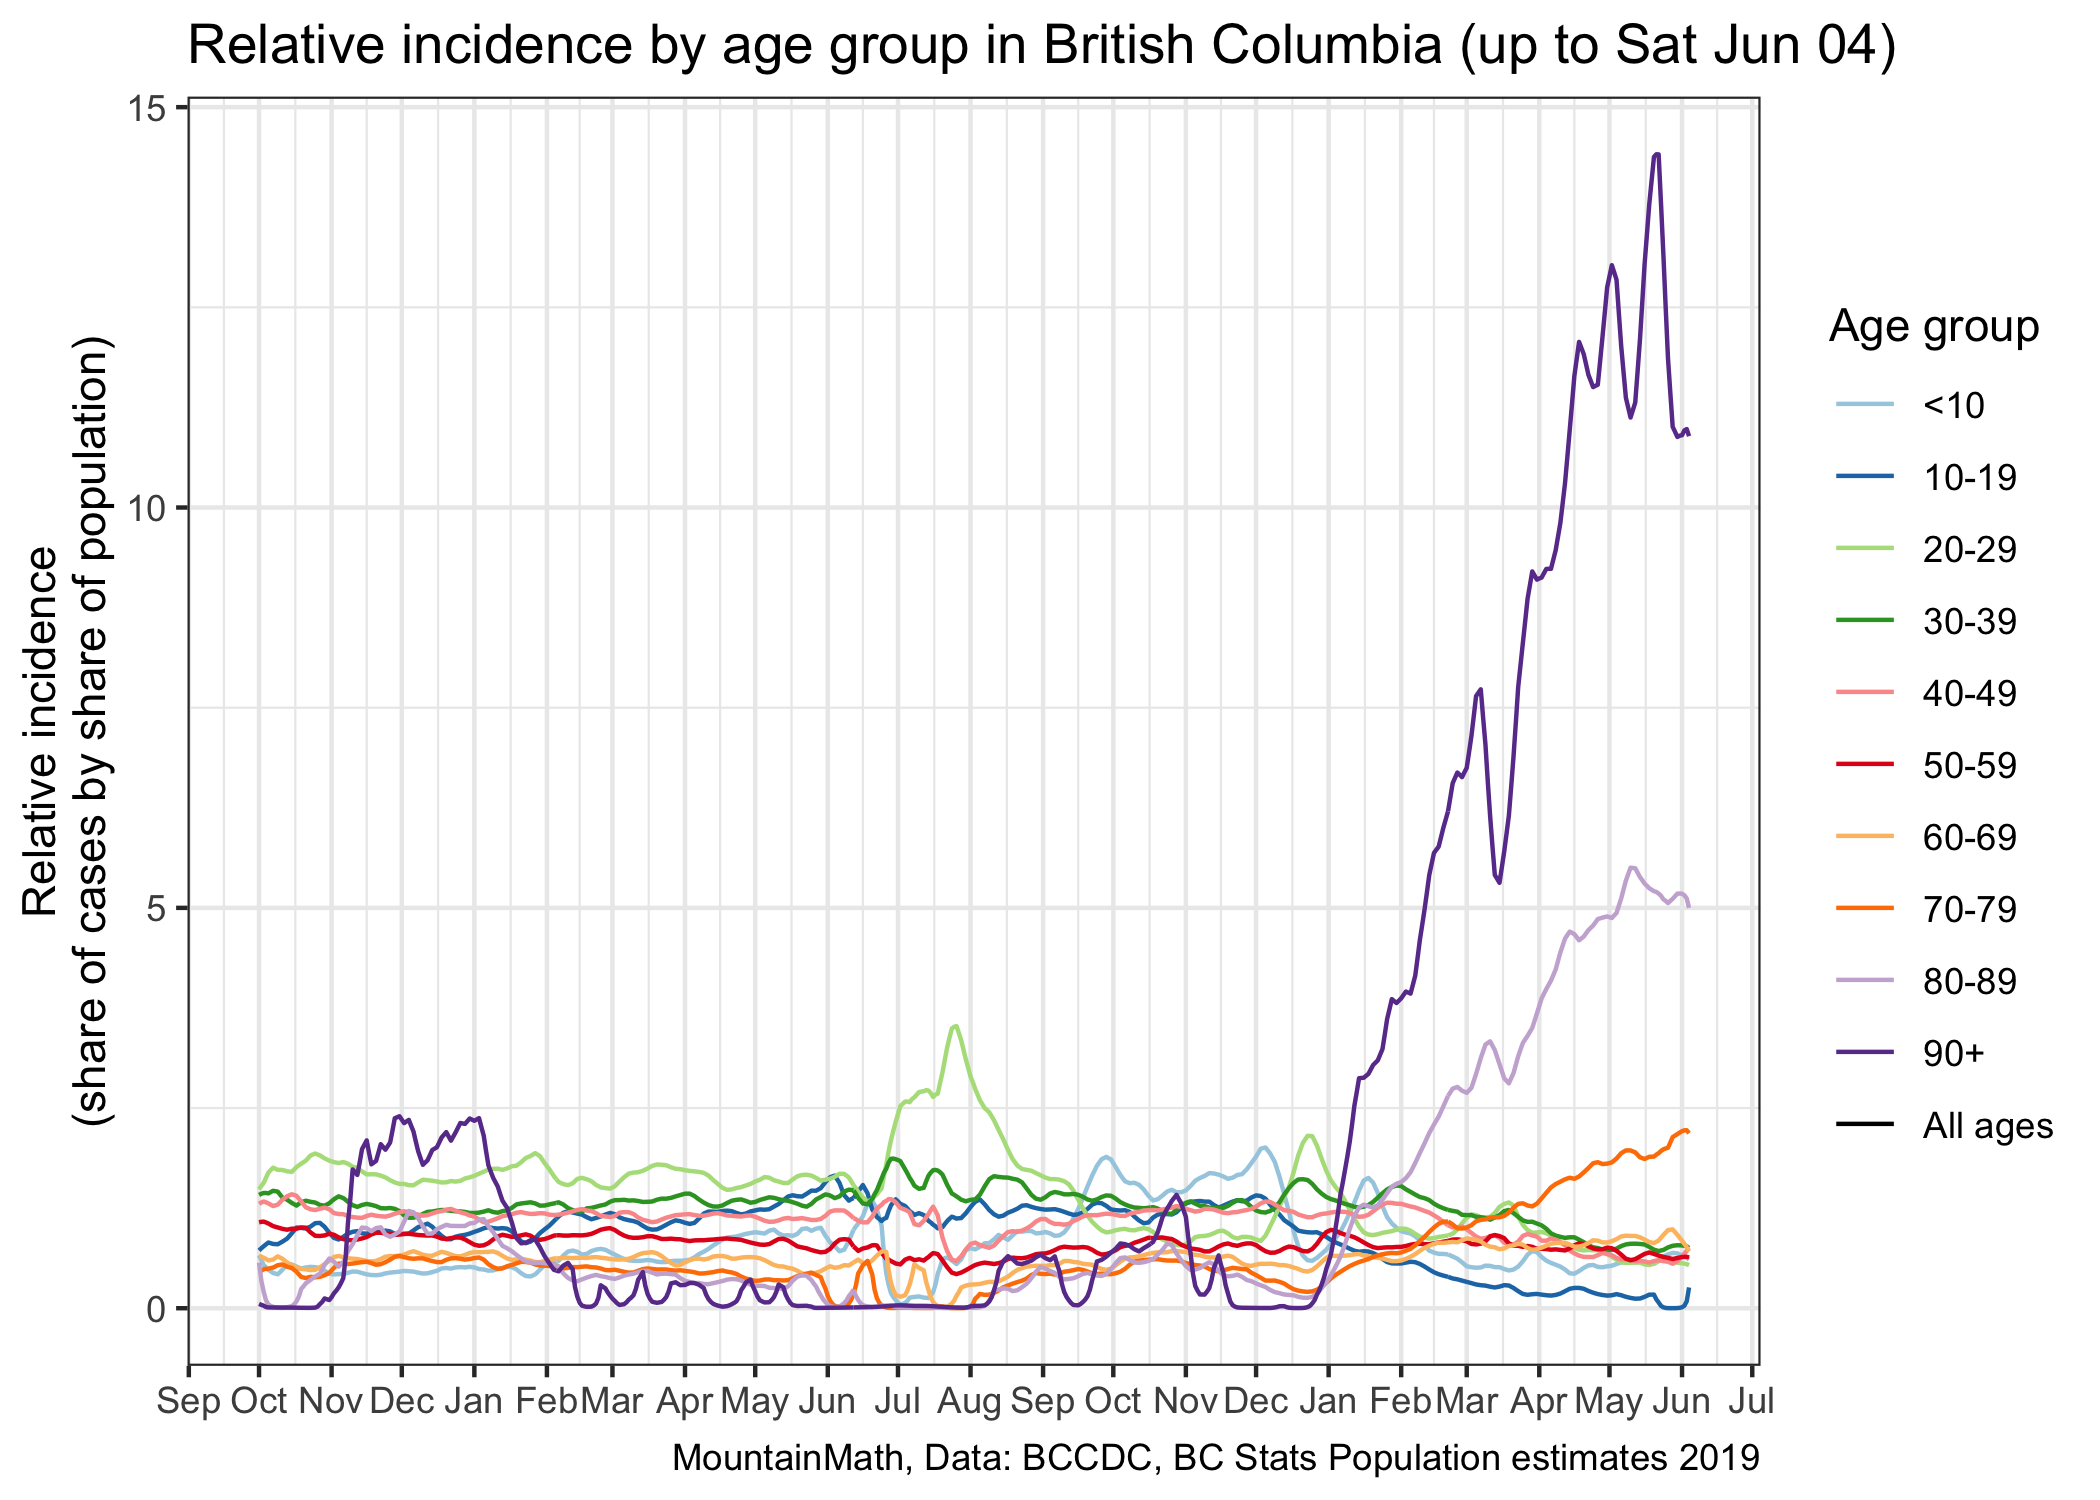 Relative incidence by age group in British Columbia (up to Sat Jun 04)
Relative incidence
(share of cases by share of population)
15
10
5
0
Sep Oct Nov Dec Jan Feb Mar Apr May Jun Jul Aug Sep Oct Nov Dec Jan Feb Mar Apr May Jun Jul
Age group
<10
10-19
20-29
30-39
40-49
50-59
60-69
70-79
80-89
90+
All ages
MountainMath, Data: BCCDC, BC Stats Population estimates 2019